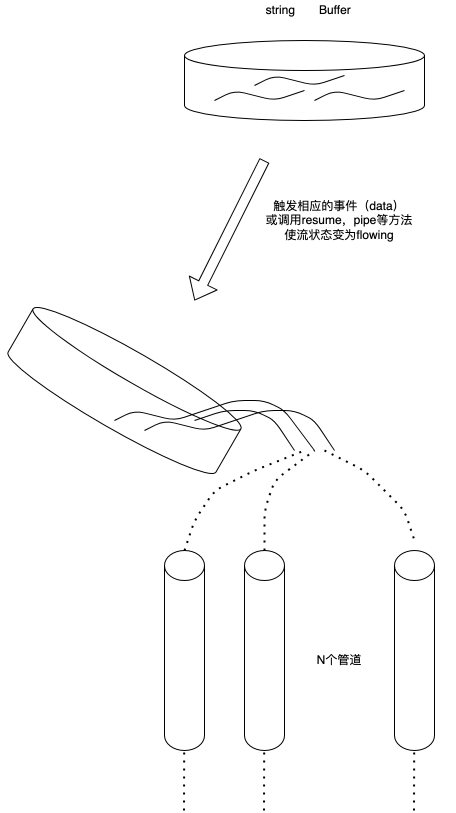 string Buffer
触发相应的事件（data）
或调用resume，pipe等方法
使流状态变为flowing
N个管道